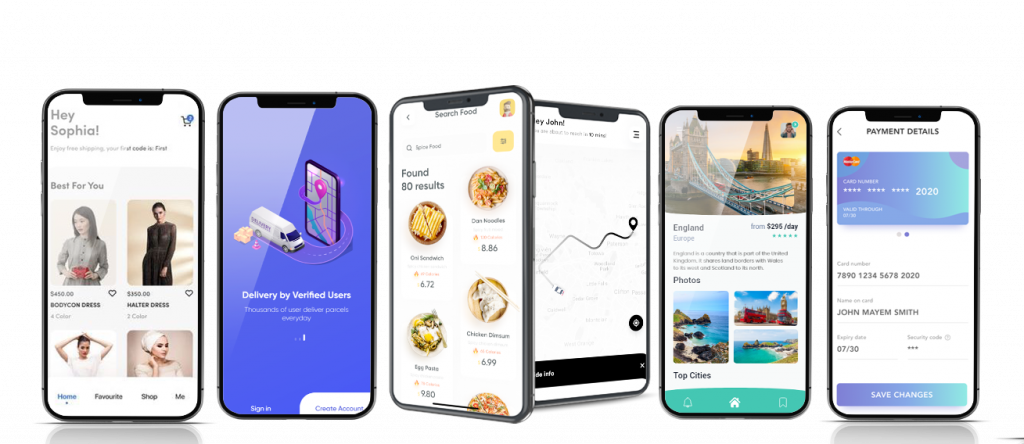 Hey
Sophia!
2
Enjoy free shipping, your first code is: First
Best For You
$450.00
BODYCON DRESS
4 Color
$350.00
HALTER DRESS
2 Color
Home Favourite Shop Me
DELIVERY
Delivery by Verified Users
Thousands of user deliver parcels
everyday
Sign in
Create Account
Search Food
Spice Food
Found
80 results
Dan Noodles
8.86
Oni Sandwich
6.72
Chicken Dimsum
6.99
Egg Pasta
9.80
ey John!
are about to reach in 10 mins
de info
England
from $295 /day
Europe
England is a country that is part of the United
Kingdom. It shares land borders with Wales
to its west and Scotland to its north.
Photos
Top Cities
PAYMENT DETAILS
MasterCard
CARD NUMBER
**** **** **** 2020
VALID THROUGH
07/30
Card number
7890 1234 5678 2020
Name on card
JOHN MAYEM SMITH
Expiry date
07/30
Security code
***
SAVE CHANGES